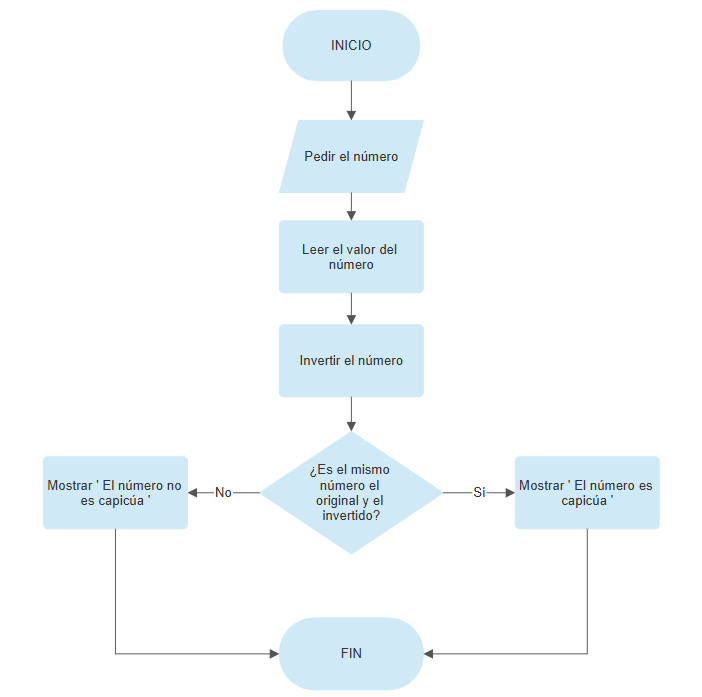 INICIO
Pedir el número
Leer el valor del
número
Invertir el número
¿Es el mismo
número el
original y el
invertido?
No
Si
Mostrar ' El número no
es capicúa '
Mostrar ' El número es
capicúa '
FIN